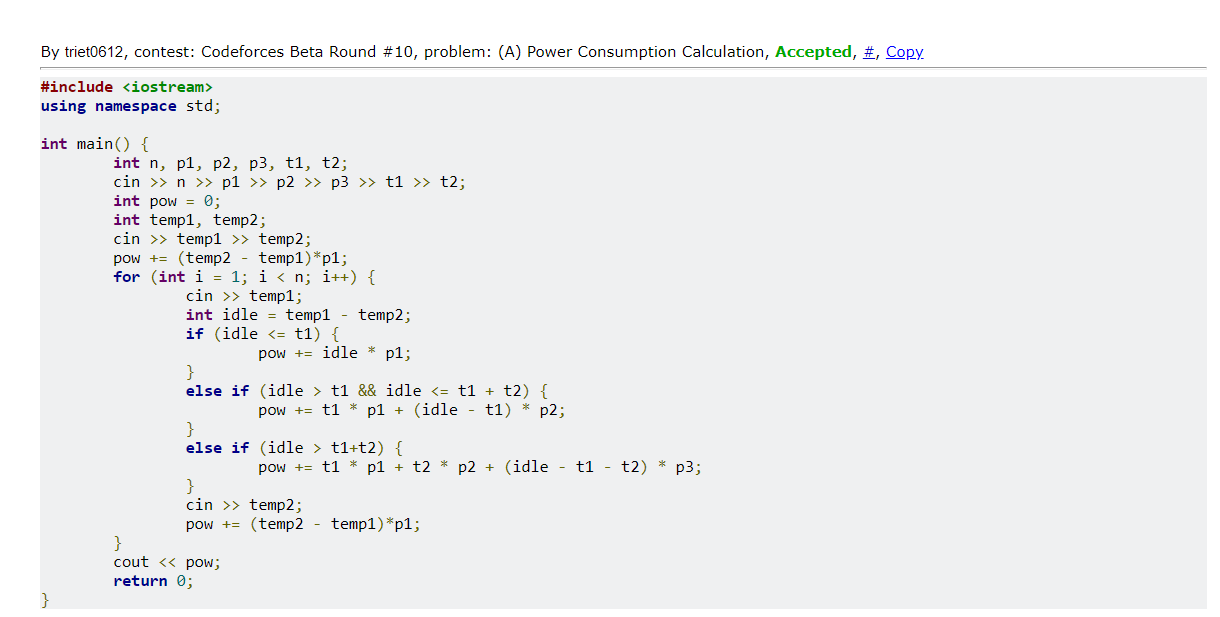 By triet0612, contest: Codeforces Beta Round #10, problem: (A) Power Consumption Calculation, Accepted, #, Copy
#include <iostream>
using namespace std;
int main() {
int n, p1, p2, p3, t1, t2;
cin >> n >> p1 >> p2 >> p3 >> t1 >> t2;
int pow = 0;
int temp1, temp2;
cin >> temp1 >> temp2;
pow += (temp2 - temp1)*p1;
for (int i = 1; i < n; i++) {
cin >> temp1;
int idle = temp1 - temp2;
if (idle <= t1) {
pow += idle * p1;
}
else if (idle > t1 && idle <= t1 + t2) {
pow += t1 * p1 + (idle - t1) * p2;
}
else if (idle > t1+t2) {
pow += t1 * p1 + t2 * p2 + (idle - t1 - t2) * p3;
}
cin >> temp2;
pow += (temp2 - temp1)*p1;
}
cout << pow;
return 0;
}